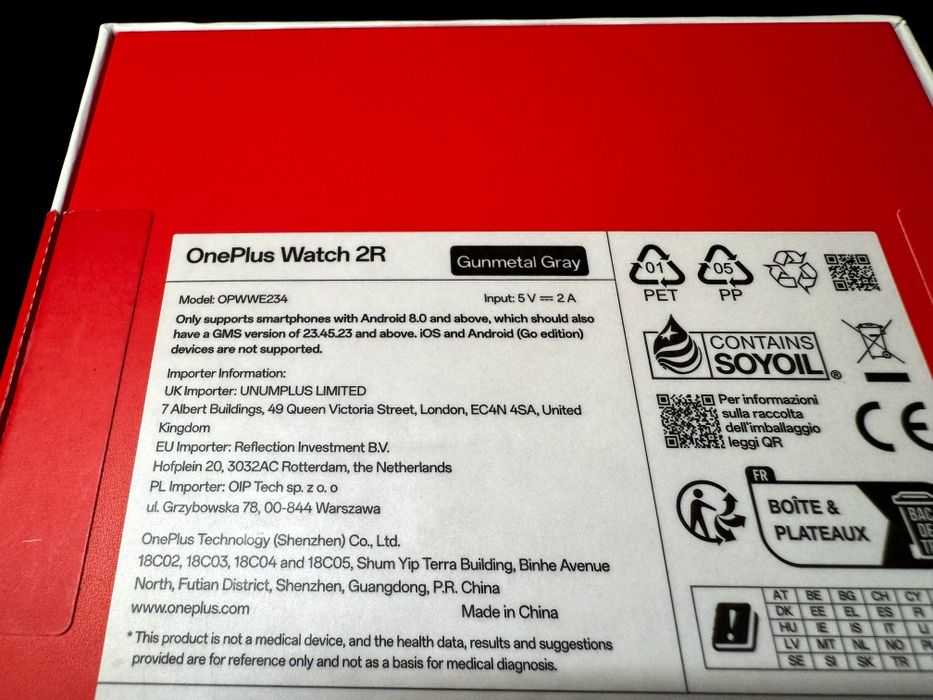 OnePlus Watch 2R
Gunmetal Gray
Model: OPWWE234
Input: 5 V ⎓ 2 A
Only supports smartphones with Android 8.0 and above, which should also
have a GMS version of 23.45.23 and above. iOS and Android (Go edition)
devices are not supported.
Importer Information:
UK Importer: UNUMPLUS LIMITED
7 Albert Buildings, 49 Queen Victoria Street, London, EC4N 4SA, United
Kingdom
EU Importer: Reflection Investment B.V.
Hofplein 20, 3032AC Rotterdam, the Netherlands
PL Importer: OIP Tech sp. z o. o
ul. Grzybowska 78, 00-844 Warszawa
OnePlus Technology (Shenzhen) Co., Ltd.
18C02, 18C03, 18C04 and 18C05, Shum Yip Terra Building, Binhe Avenue
North, Futian District, Shenzhen, Guangdong, P.R. China
www.oneplus.com
Made in China
* This product is not a medical device, and the health data, results and suggestions
provided are for reference only and not as a basis for medical diagnosis.
01
PET
05
PP
CONTAINS
SOYOIL ®
Per informazioni
sulla raccolta
dell'imballaggio
leggi QR
CE
FR
BOÎTE &
PLATEAUX
BAC
DE
!
AT BE BG CH CY
DK EE EL ES
HU IE IS IT
LV MT NL NO
SE SI SK TR